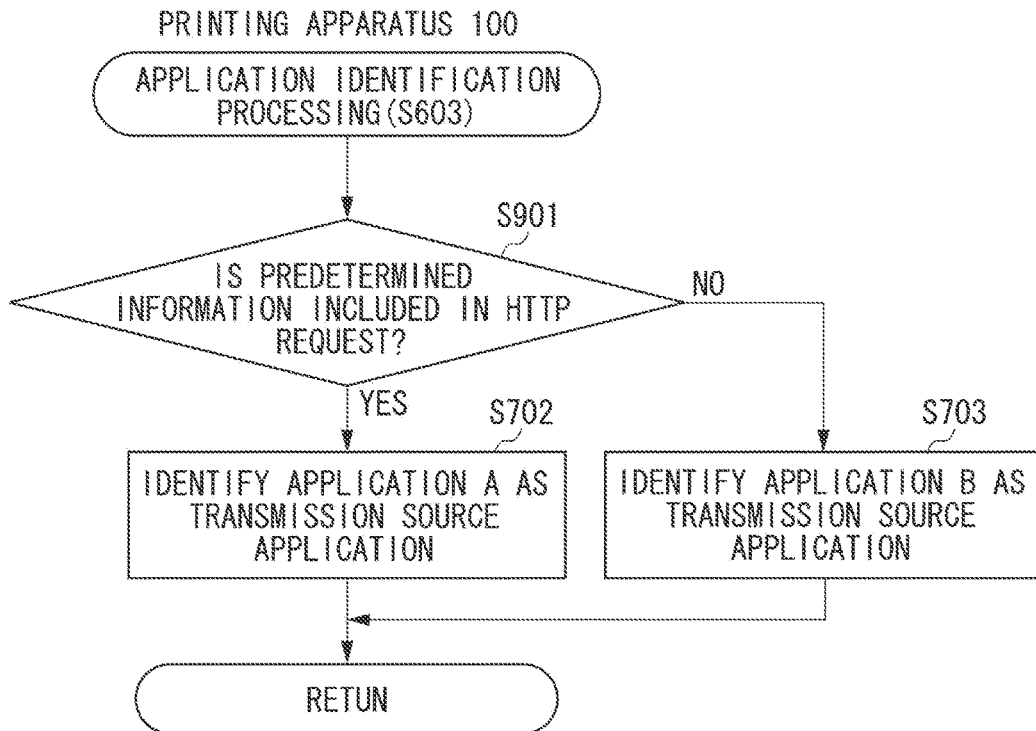 PRINTING APPARATUS 100
APPLICATION IDENTIFICATION
PROCESSING(S603)
S901
IS PREDETERMINED
INFORMATION INCLUDED IN HTTP
REQUEST?
NO
YES
S702
IDENTIFY APPLICATION A AS
TRANSMISSION SOURCE
APPLICATION
S703
IDENTIFY APPLICATION B AS
TRANSMISSION SOURCE
APPLICATION
RETUN